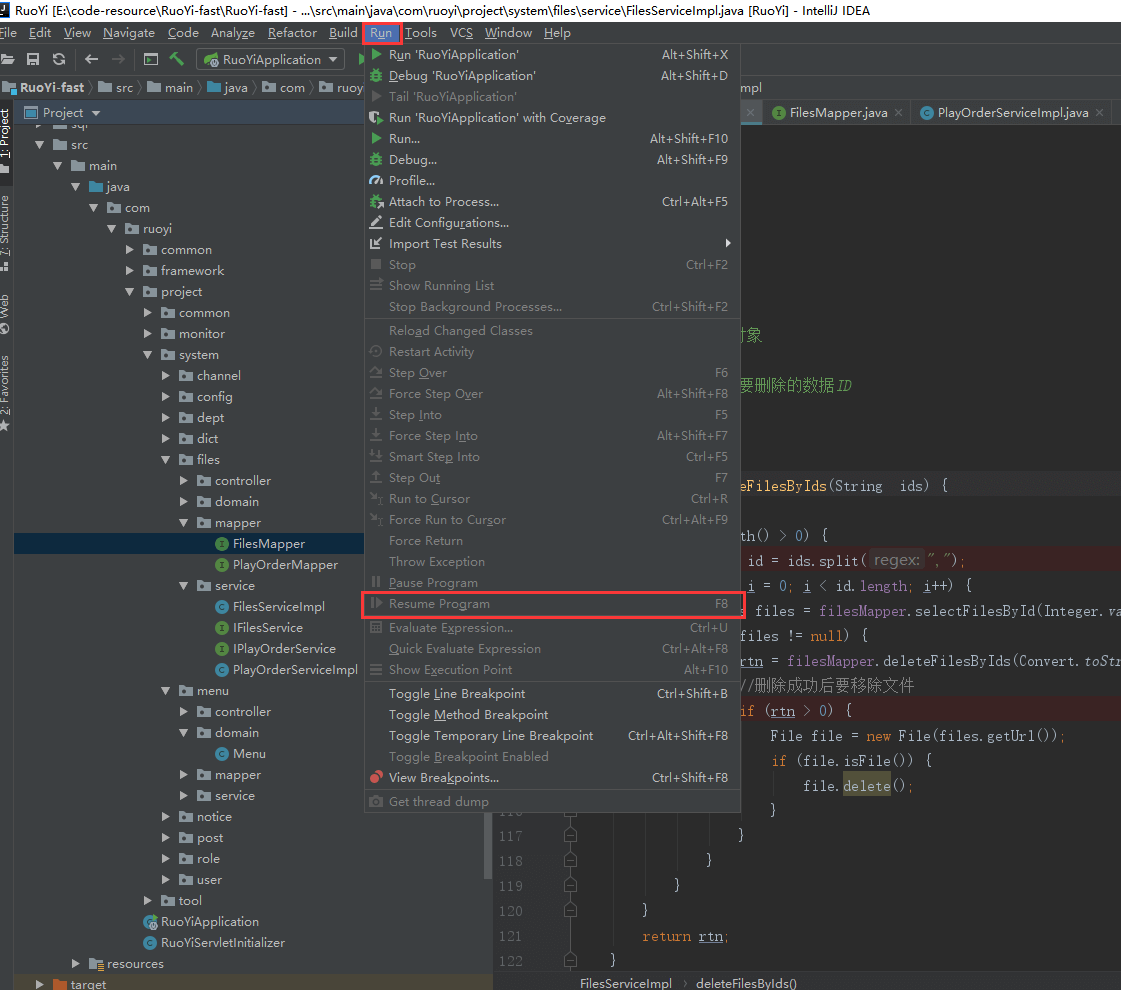 RuoYi [E:\code-resource\RuoYi-fast\RuoYi-fast] - ...\src\main\java\com\ruoyi\project\system\files\service\FilesServiceImpl.java [RuoYi] - IntelliJ IDEA
File Edit View Navigate Code Analyze Refactor Build Run Tools VCS Window Help
RuoYiApplication
RuoYi-fast src main java com ruoy
mpl
Project
FilesMapper.java PlayOrderServiceImpl.java
1: Project
7: Structure
Web
2: Favorites
sql
src
main
java
com
ruoyi
common
framework
project
common
monitor
system
channel
config
dept
dict
files
controller
domain
mapper
FilesMapper
PlayOrderMapper
service
FilesServiceImpl
IFilesService
IPlayOrderService
PlayOrderServiceImpl
menu
controller
domain
Menu
mapper
service
notice
post
role
user
tool
RuoYiApplication
RuoYiServletInitializer
resources
target
Run 'RuoYiApplication' Alt+Shift+X
Debug 'RuoYiApplication' Alt+Shift+D
Tail 'RuoYiApplication'
Run 'RuoYiApplication' with Coverage
Run... Alt+Shift+F10
Debug... Alt+Shift+F9
Profile...
Attach to Process... Ctrl+Alt+F5
Edit Configurations...
Import Test Results
Stop Ctrl+F2
Show Running List
Stop Background Processes... Ctrl+Shift+F2
Reload Changed Classes
Restart Activity
Step Over F6
Force Step Over Alt+Shift+F8
Step Into F5
Force Step Into Alt+Shift+F7
Smart Step Into Ctrl+F5
Step Out F7
Run to Cursor Ctrl+R
Force Run to Cursor Ctrl+Alt+F9
Force Return
Throw Exception
Pause Program
Resume Program F8
Evaluate Expression... Ctrl+U
Quick Evaluate Expression Ctrl+Alt+F8
Show Execution Point Alt+F10
Toggle Line Breakpoint Ctrl+Shift+B
Toggle Method Breakpoint
Toggle Temporary Line Breakpoint Ctrl+Alt+Shift+F8
Toggle Breakpoint Enabled
View Breakpoints... Ctrl+Shift+F8
Get thread dump
对象
要删除的数据ID
eFilesByIds(String ids) {
th() > 0) {
id = ids.split( regex: ",");
i = 0; i < id.length; i++) {
s files = filesMapper.selectFilesById(Integer.va
files != null) {
rtn = filesMapper.deleteFilesByIds(Convert.toStr
//删除成功后要移除文件
if (rtn > 0) {
File file = new File(files.getUrl());
if (file.isFile()) {
file.delete();
116 }
117 }
118 }
119 }
120 }
121 return rtn;
122 }
FilesServiceImpl › deleteFilesByIds()